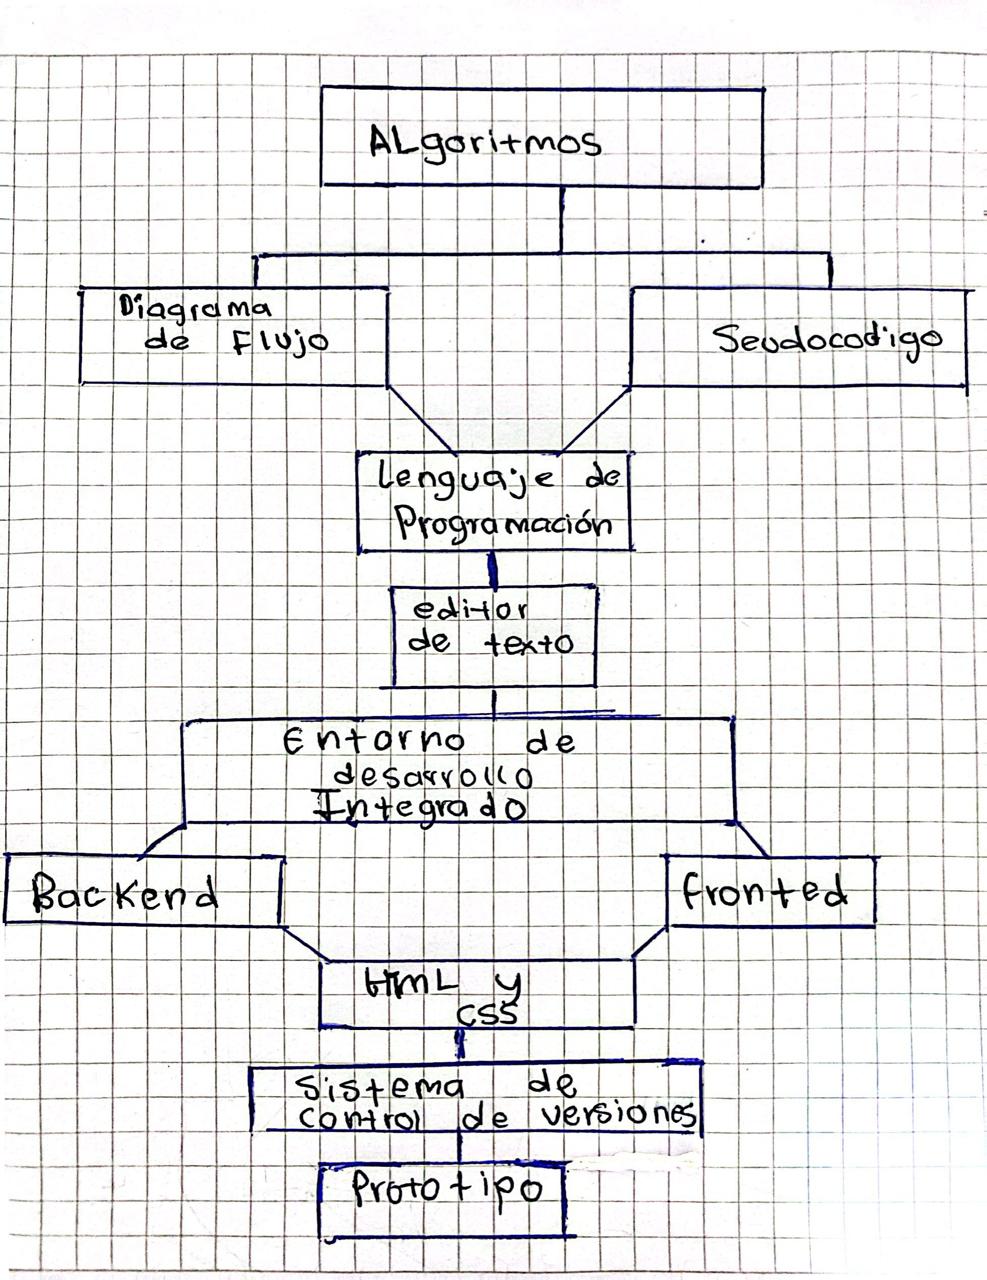 ALgoritmos
Diagrama
de Flujo
Seudocodigo
Lenguaje de
Programación
editor
de texto
Entorno de
desarrollo
Integrado
Backend
fronted
HtmL y
CSS
Sistema de
control de versiones
Prototipo